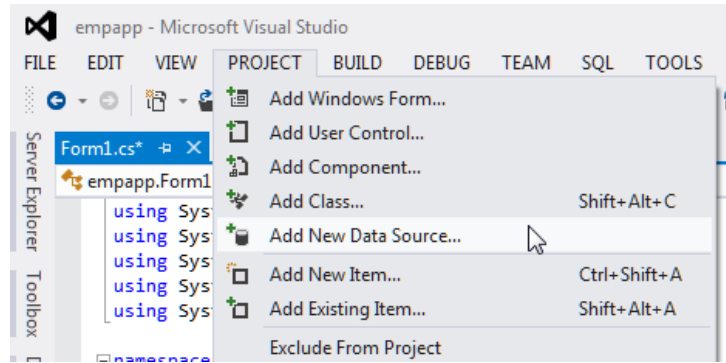 empapp - Microsoft Visual Studio
FILE EDIT VIEW PROJECT BUILD DEBUG TEAM SQL TOOLS
Add Windows Form...
Add User Control...
Form1.cs*
Add Component...
empapp.Form1
Add Class... Shift+Alt+C
using Sys
Add New Data Source...
using Sys
using Sys
Add New Item... Ctrl+Shift+A
using Sys
Add Existing Item... Shift+Alt+A
using Sys
Exclude From Project
namespace
Server Explorer
Toolbox